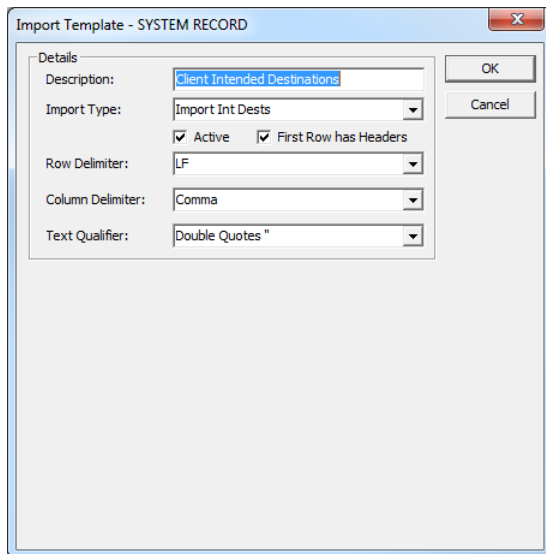 Import Template - SYSTEM RECORD
Details
Description: Client Intended Destinations
OK
Import Type: Import Int Dests
Cancel
Active First Row has Headers
Row Delimiter: LF
Column Delimiter: Comma
Text Qualifier: Double Quotes "